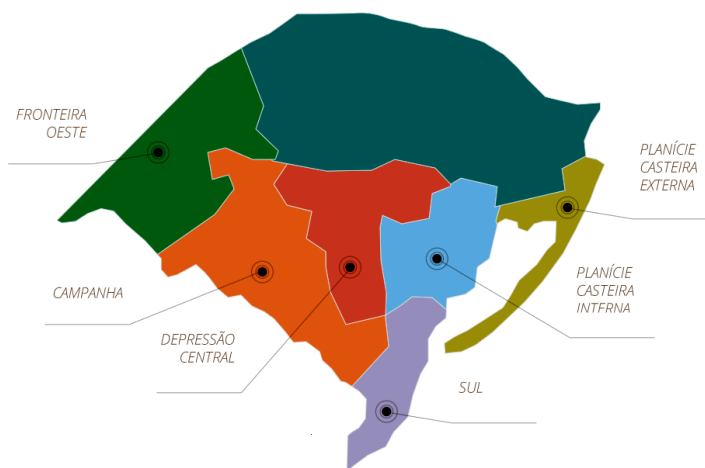 FRONTEIRA
OESTE
PLANÍCIE
CASTEIRA
EXTERNA
CAMPANHA
PLANÍCIE
CASTEIRA
INTFRNA
DEPRESSÃO
CENTRAL
SUL